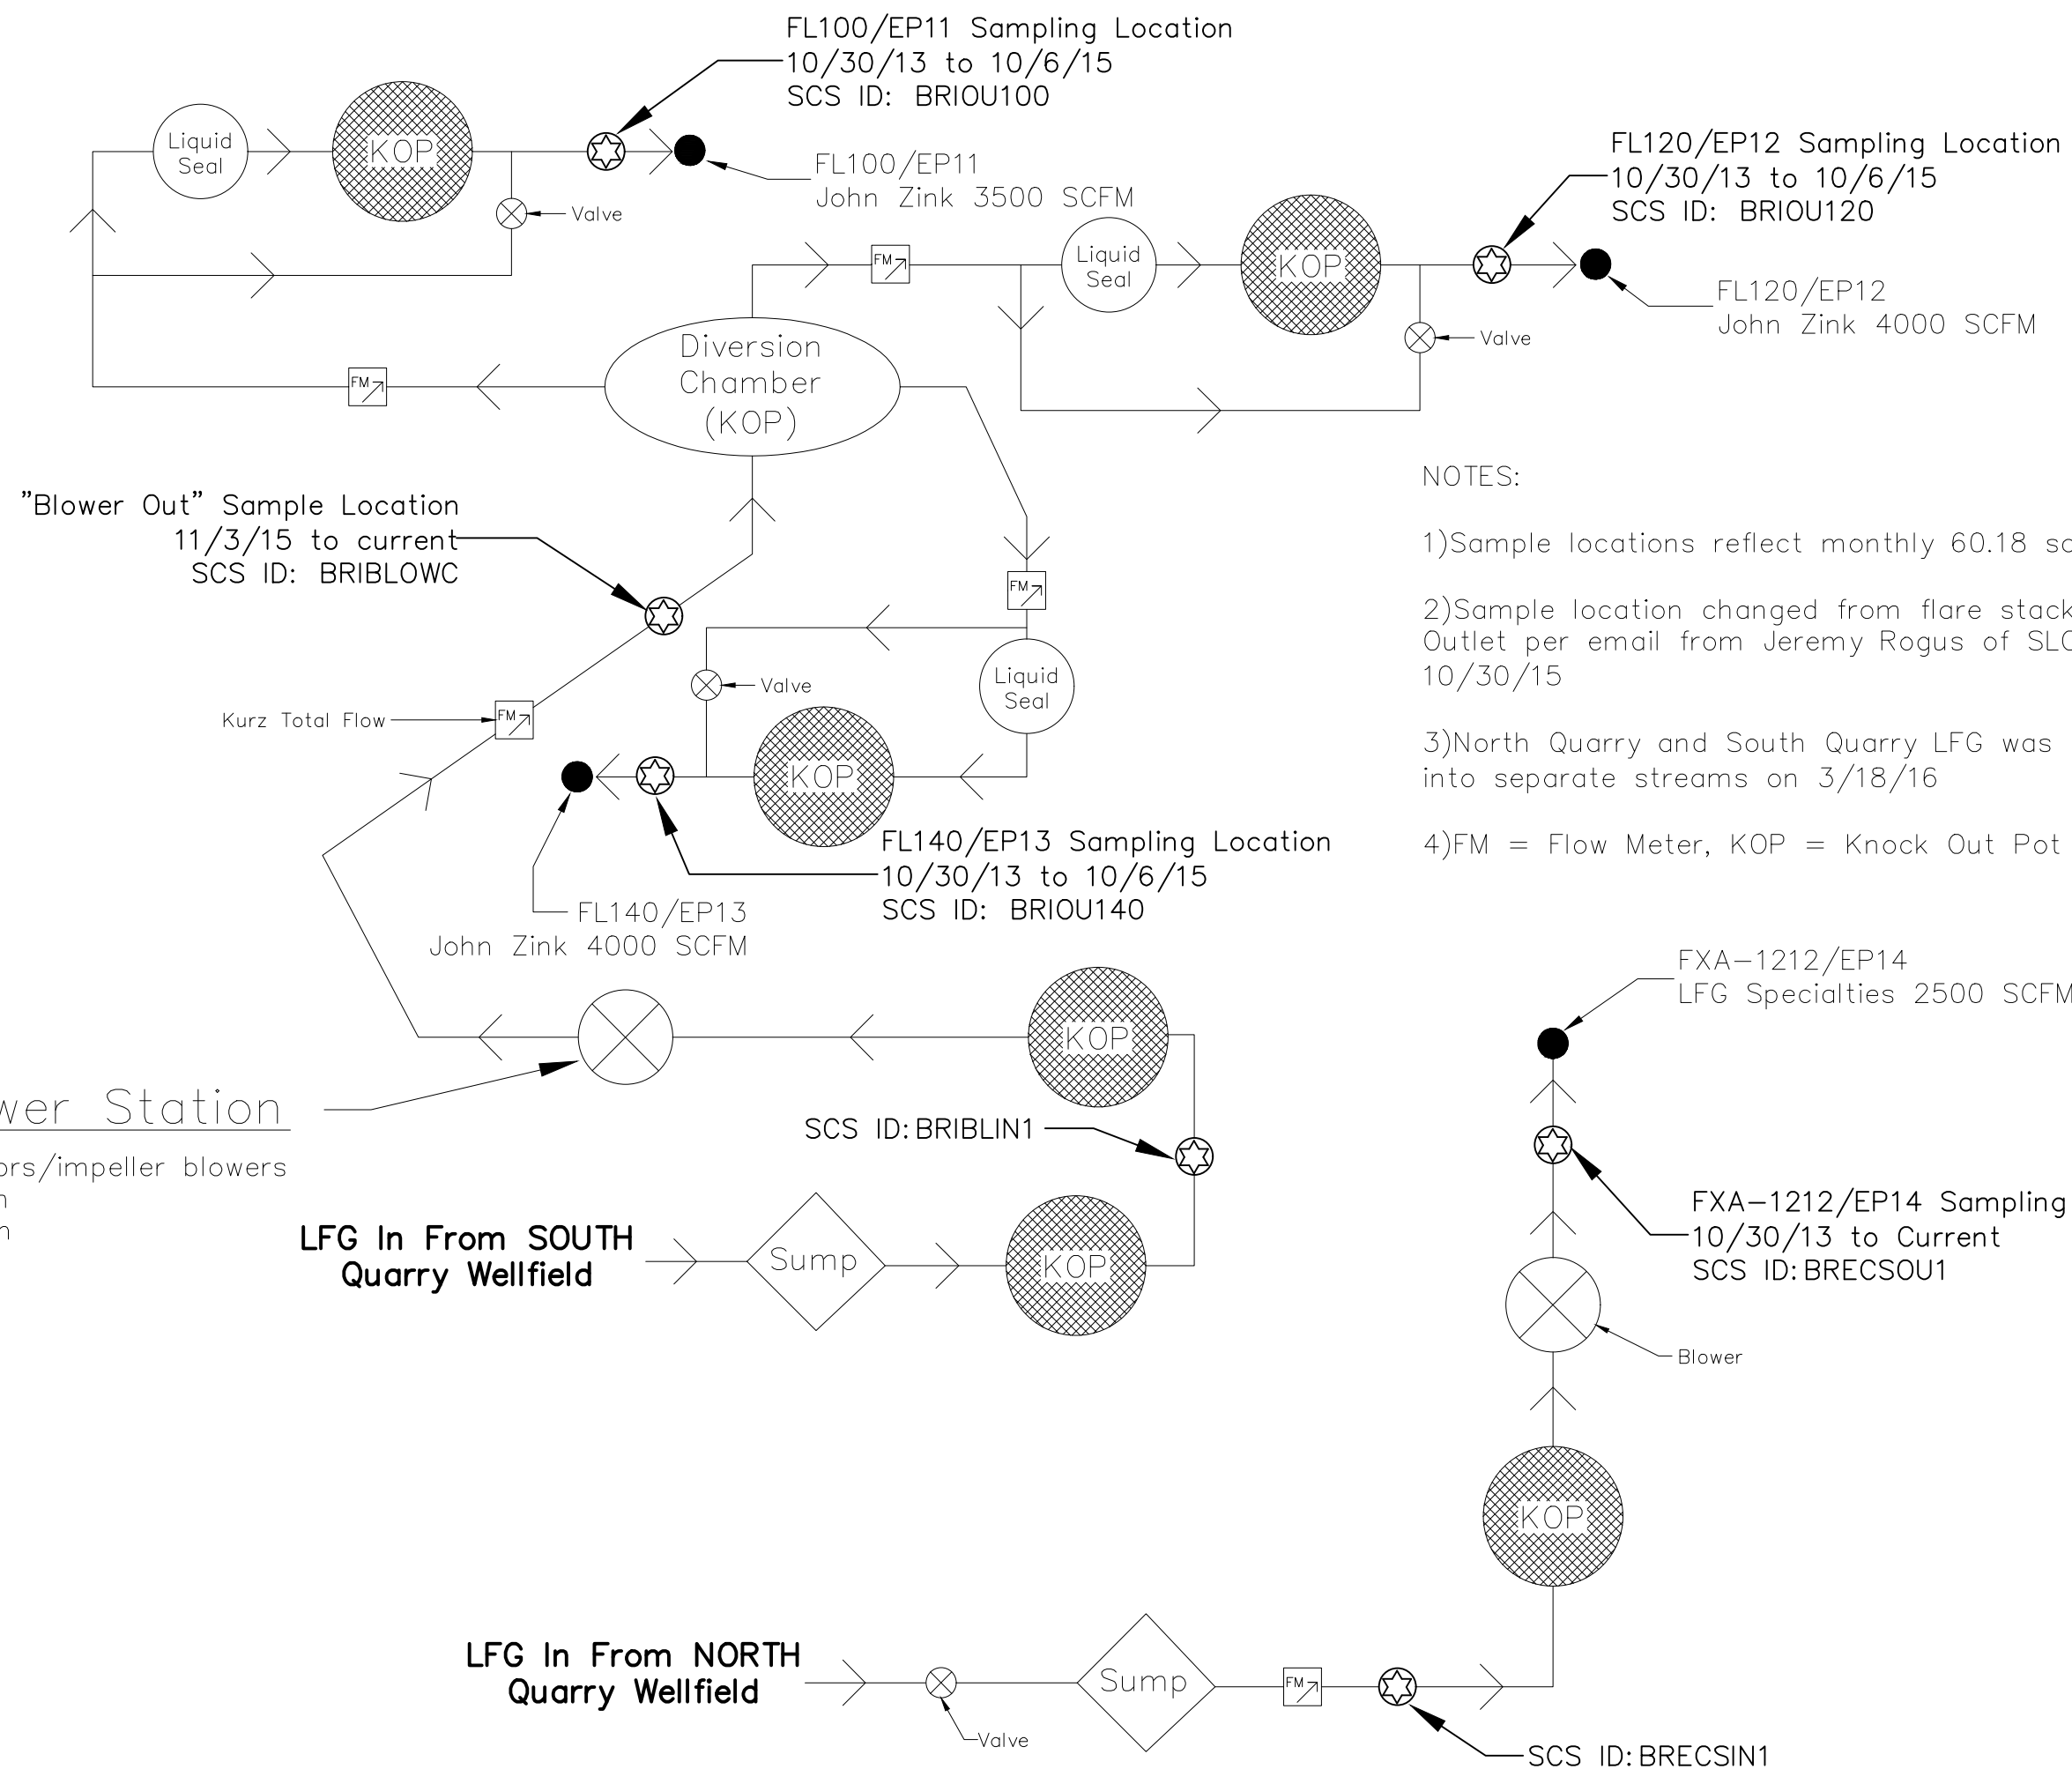 FL100/EP11 Sampling Location
10/30/13 to 10/6/15
SCS ID: BRIOU100
Liquid
Seal
KOP
FL100/EP11
John Zink 3500 SCFM
Valve
FL120/EP12 Sampling Location
10/30/13 to 10/6/15
SCS ID: BRIOU120
FM
Liquid
Seal
KOP
FL120/EP12
John Zink 4000 SCFM
Valve
Diversion
Chamber
(KOP)
FM
"Blower Out" Sample Location
11/3/15 to current
SCS ID: BRIBLOWC
NOTES:
1)Sample locations reflect monthly 60.18
2)Sample location changed from flare stack
Outlet per email from Jeremy Rogus of
10/30/15
3)North Quarry and South Quarry LFG was
into separate streams on 3/18/16
4)FM = Flow Meter, KOP = Knock Out Pot
FM
Liquid
Seal
Valve
Kurz Total Flow
FM
KOP
FL140/EP13 Sampling Location
10/30/13 to 10/6/15
SCS ID: BRIOU140
FL140/EP13
John Zink 4000 SCFM
FXA-1212/EP14
LFG Specialties 2500 SCFM
KOP
Station
/impeller blowers
SCS ID: BRIBLIN1
FXA-1212/EP14 Sampling
10/30/13 to Current
SCS ID: BRECSOU1
LFG In From SOUTH
Quarry Wellfield
Sump
KOP
Blower
KOP
LFG In From NORTH
Quarry Wellfield
Valve
Sump
FM
SCS ID: BRECSIN1